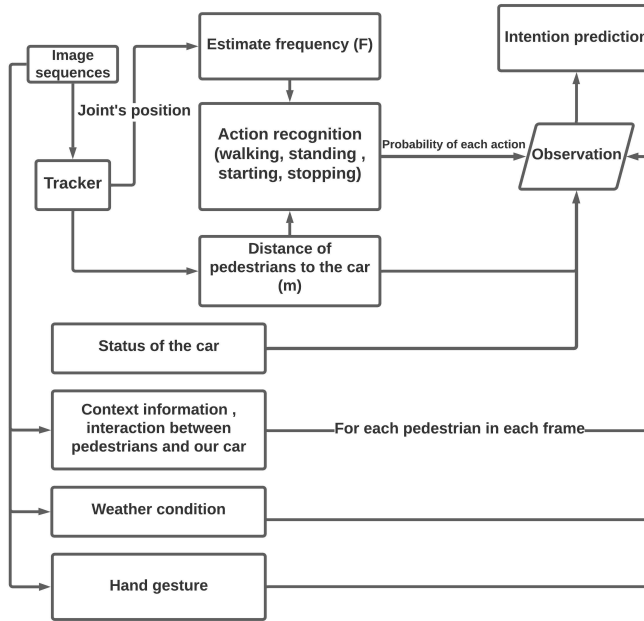 Image
sequences
Estimate frequency (F)
Intention prediction
Joint's position
Action recognition
(walking, standing ,
starting, stopping)
Probability of each action
Observation
Tracker
Distance of
pedestrians to the car
(m)
Status of the car
Context information ,
interaction between
pedestrians and our car
For each pedestrian in each frame
Weather condition
Hand gesture